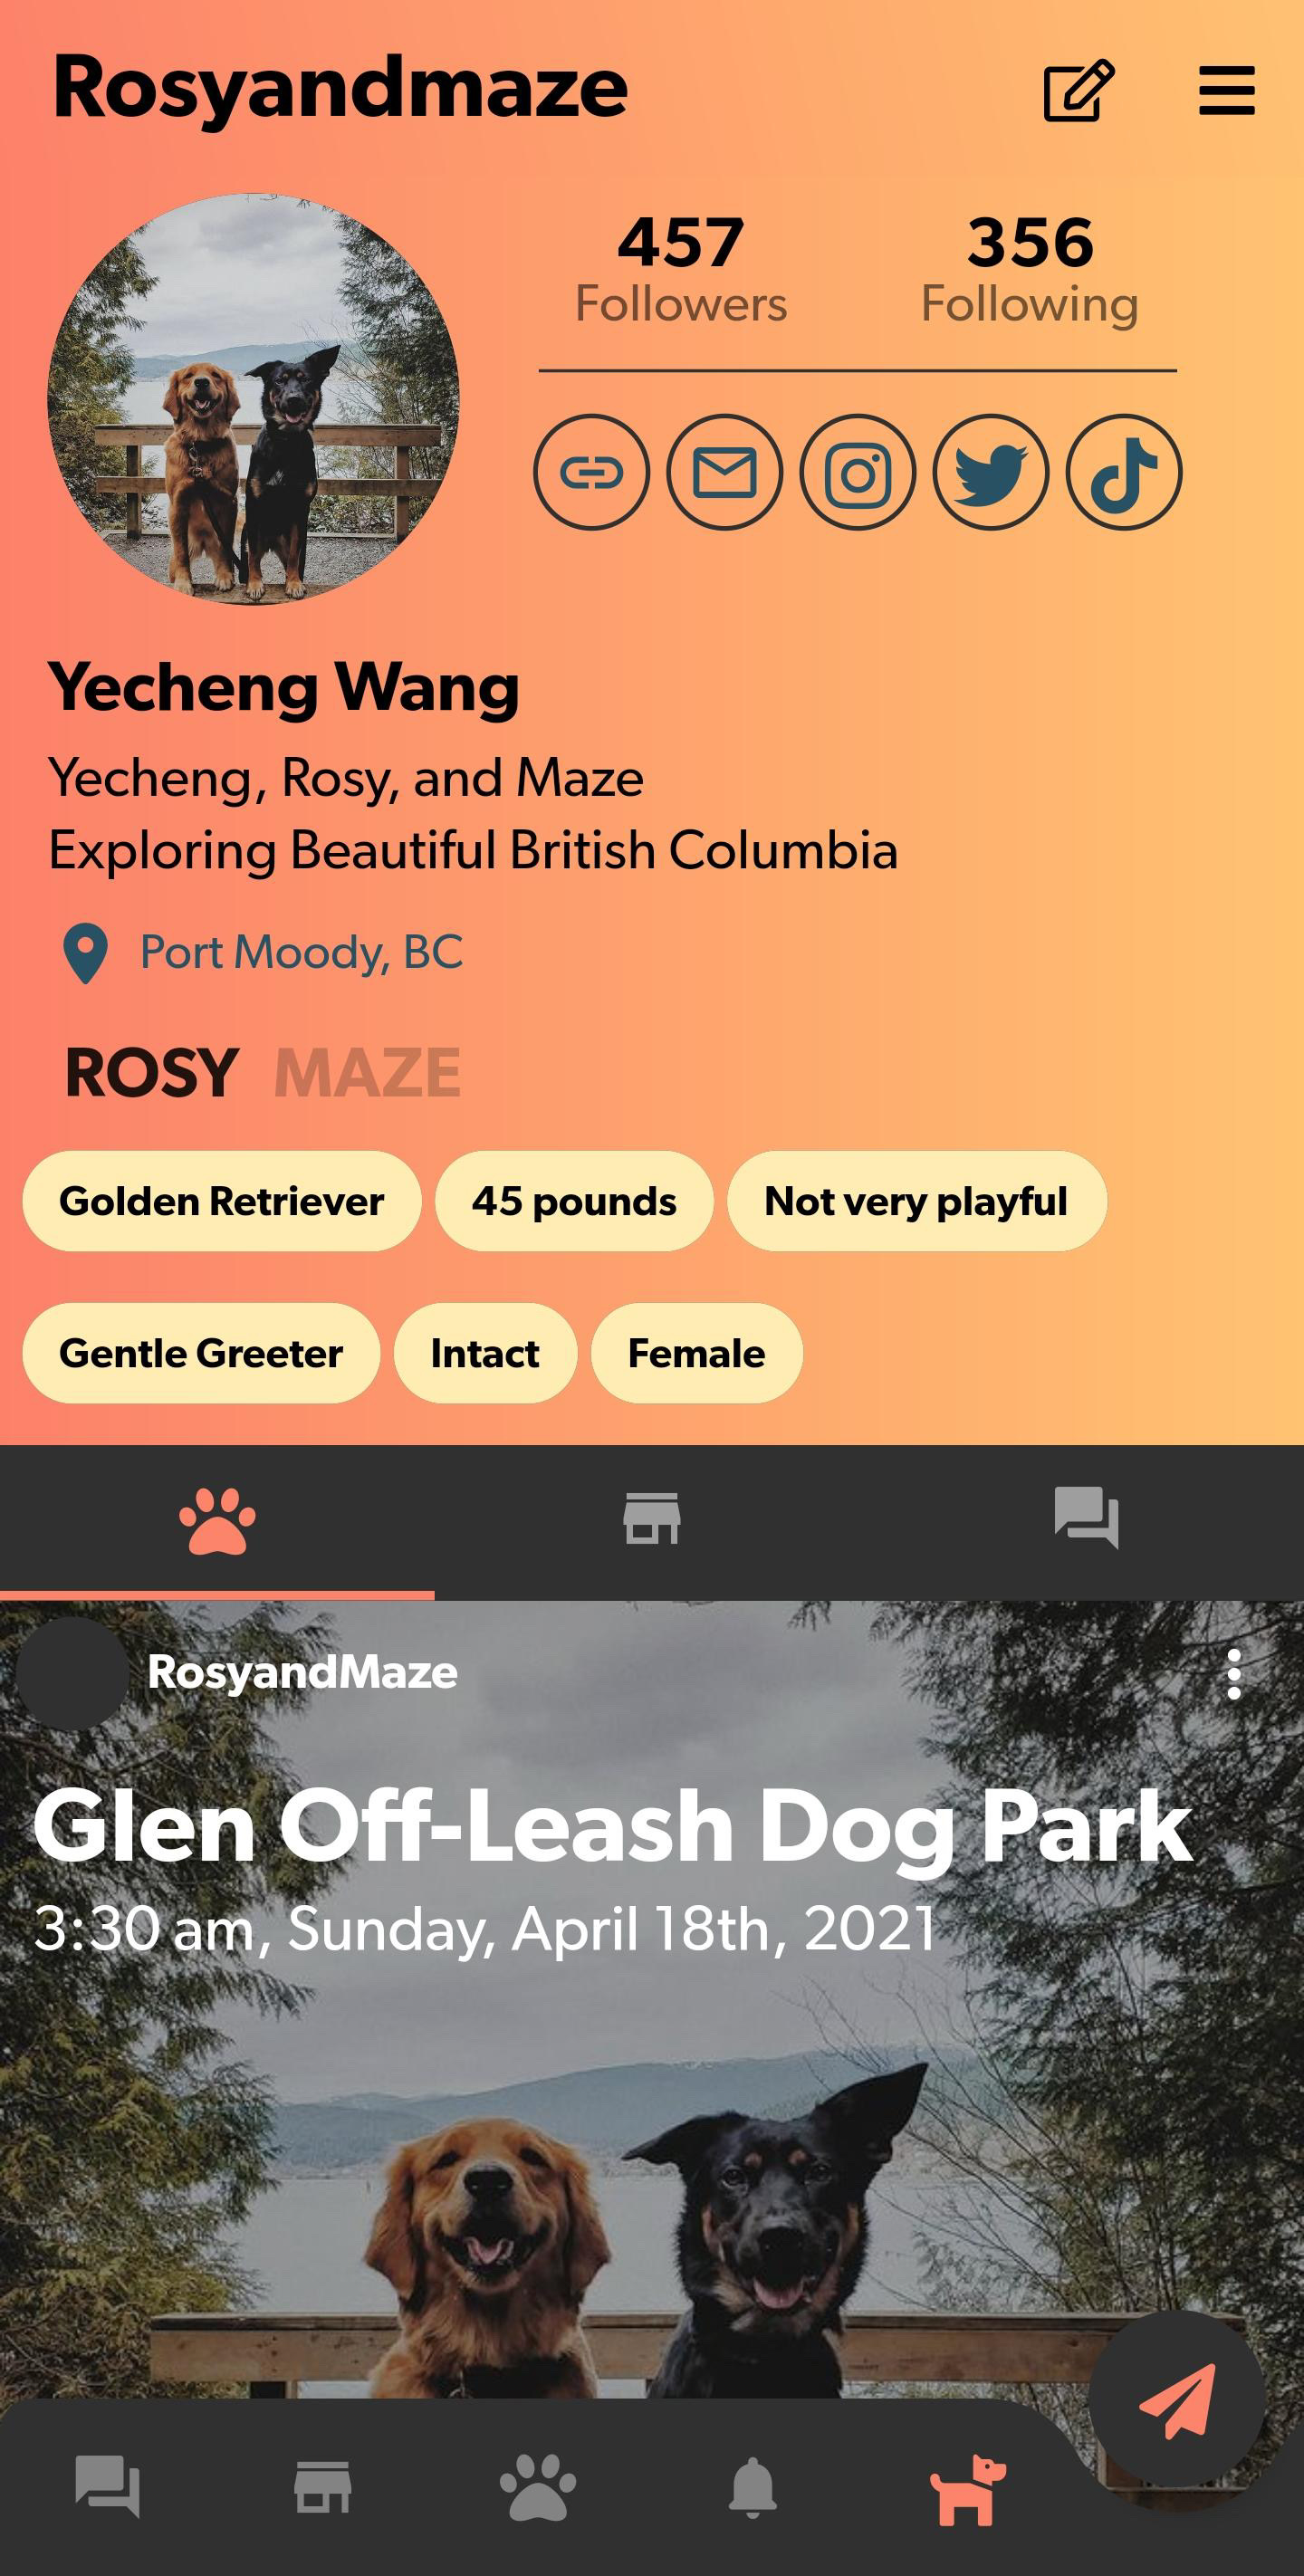 Rosyandmaze
457 356
Followers Following
Yecheng Wang
Yecheng, Rosy, and Maze
Exploring Beautiful British Columbia
Port Moody, BC
ROSY MAZE
Golden Retriever 45 pounds Not very playful
Gentle Greeter Intact Female
RosyandMaze
Glen Off-Leash Dog Park
3:30 am, Sunday, April 18th, 2021